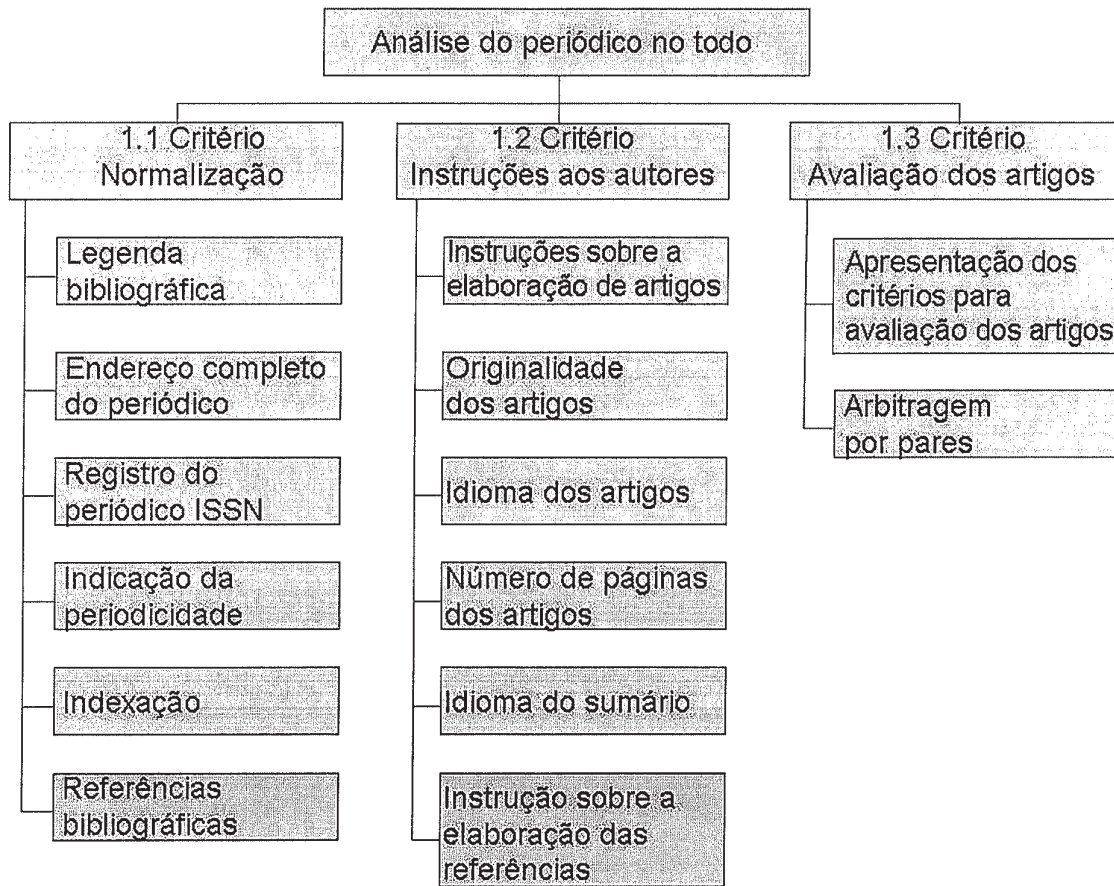 Análise do periódico no todo
1.1 Critério
Normalização
Legenda
bibliográfica
Endereço completo
do periódico
Registro do
periódico ISSN
Indicação da
periodicidade
Indexação
Referências
bibliográficas
1.2 Critério
Instruções aos autores
Instruções sobre a
elaboração de artigos
Originalidade
dos artigos
Idioma dos artigos
Número de páginas
dos artigos
Idioma do sumário
Instrução sobre a
elaboração das
referências
1.3 Critério
Avaliação dos artigos
Apresentação dos
critérios para
avaliação dos artigos
Arbitragem
por pares